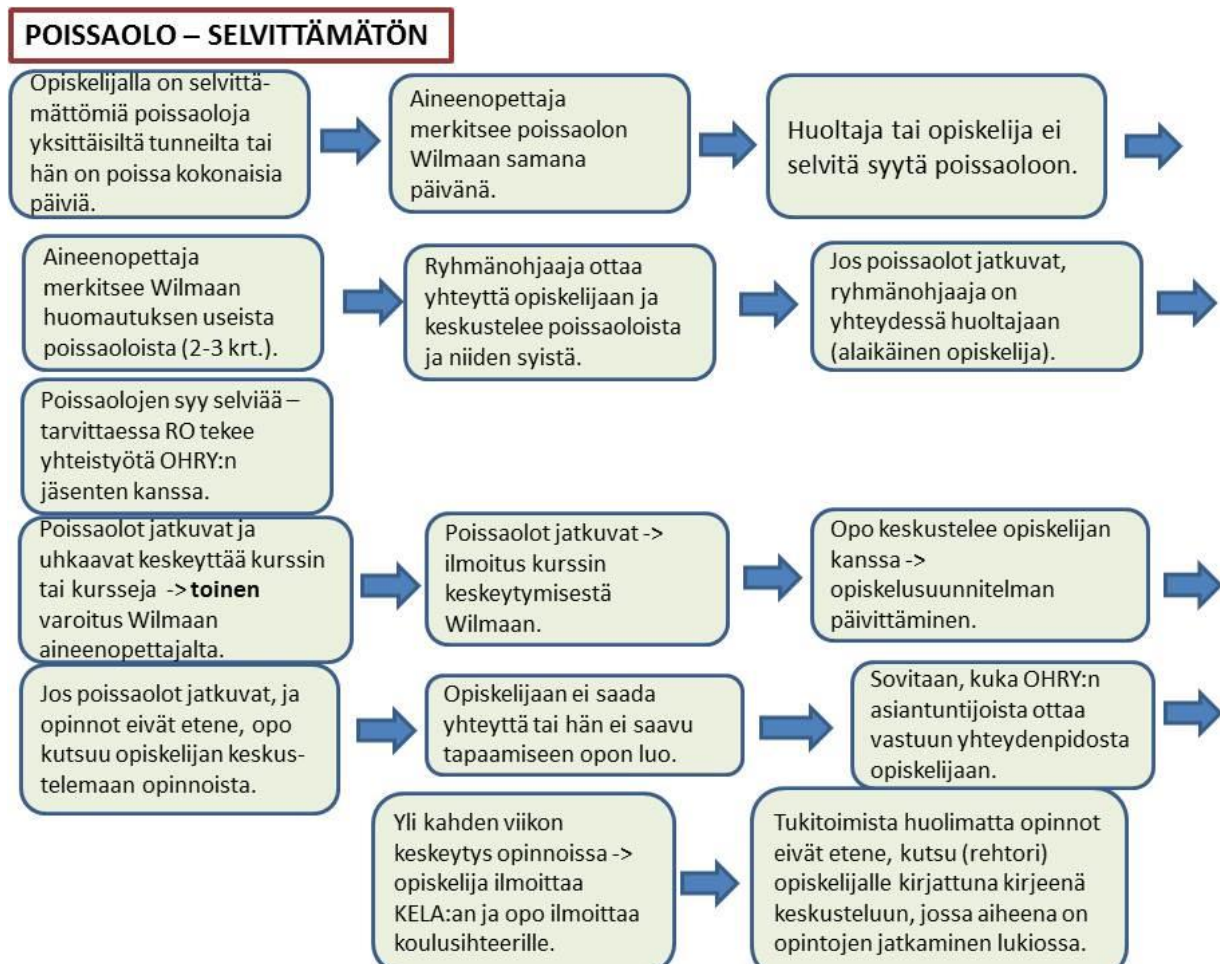 POISSAOLO – SELVITTÄMÄTÖN
Opiskelijalla on selvittä-
mättömiä poissaoloja
yksittäisiltä tunneilta tai
hän on poissa kokonaisia
päiviä.
Aineenopettaja
merkitsee poissaolon
Wilmaan samana
päivänä.
Huoltaja tai opiskelija ei
selvitä syytä poissaoloon.
Aineenopettaja
merkitsee Wilmaan
huomautuksen useista
poissaoloista (2-3 krt.).
Ryhmänohjaaja ottaa
yhteyttä opiskelijaan ja
keskustelee poissaoloista
ja niiden syistä.
Jos poissaolot jatkuvat,
ryhmänohjaaja on
yhteydessä huoltajaan
(alaikäinen opiskelija).
Poissaolojen syy selviää –
tarvittaessa RO tekee
yhteistyötä OHRY:n
jäsenten kanssa.
Poissaolot jatkuvat ja
uhkaavat keskeyttää kurssin
tai kursseja -> toinen
varoitus Wilmaan
aineenopettajalta.
Poissaolot jatkuvat ->
ilmoitus kurssin
keskeytymisestä
Wilmaan.
Opo keskustelee opiskelijan
kanssa ->
opiskelusuunnitelman
päivittäminen.
Jos poissaolot jatkuvat, ja
opinnot eivät etene, opo
kutsuu opiskelijan keskus-
telemaan opinnoista.
Opiskelijaan ei saada
yhteyttä tai hän ei saavu
tapaamiseen opon luo.
Sovitaan, kuka OHRY:n
asiantuntijoista ottaa
vastuun yhteydenpidosta
opiskelijaan.
Yli kahden viikon
keskeytys opinnoissa ->
opiskelija ilmoittaa
KELA:an ja opo ilmoittaa
koulusihteerille.
Tukitoimista huolimatta opinnot
eivät etene, kutsu (rehtori)
opiskelijalle kirjattuna kirjeenä
keskusteluun, jossa aiheena on
opintojen jatkaminen lukiossa.